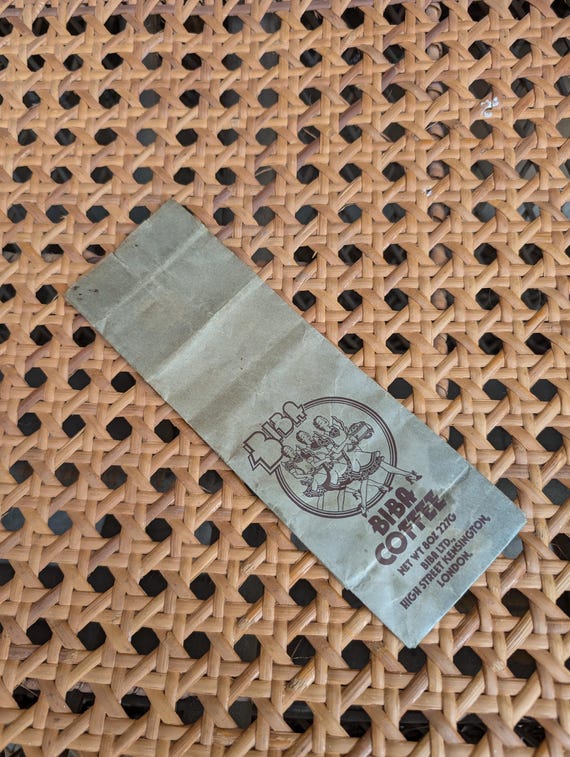 BIBA
BIBA
COFFEE
NET WT 8OZ. 227G
BIBA LTD.,
HIGH STREET KENSINGTON,
LONDON.